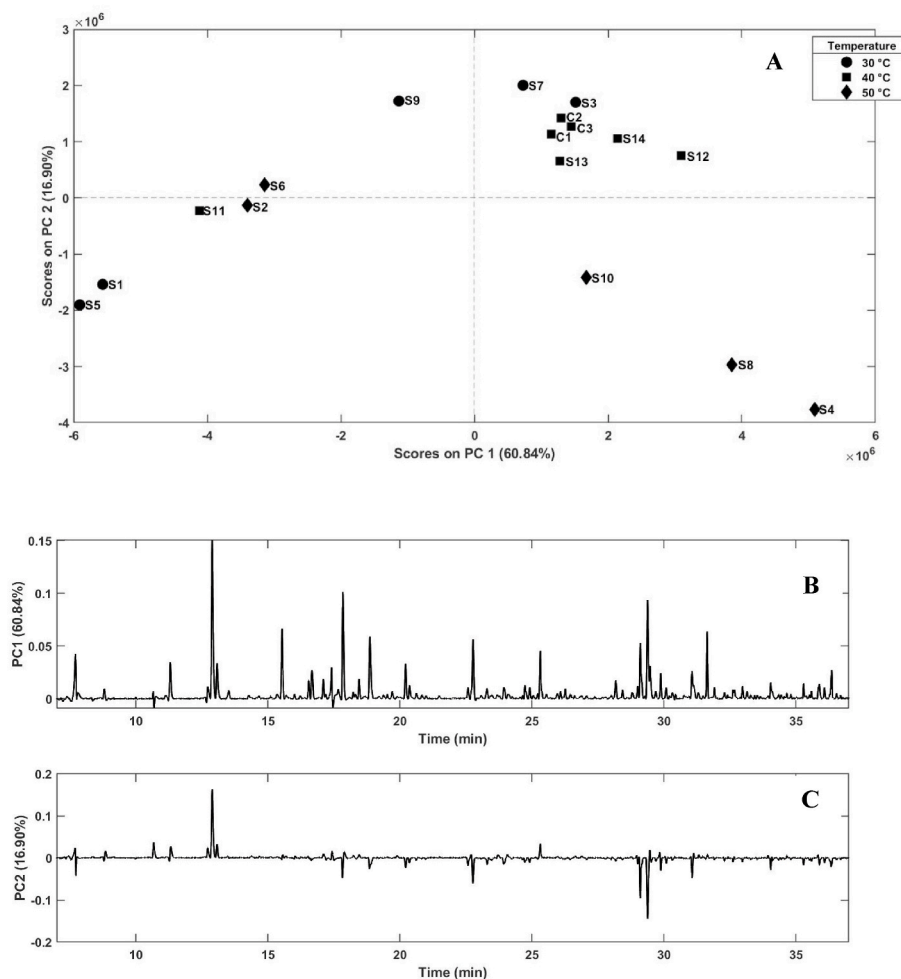 ×10⁶
3
2
1
0
-1
-2
-3
-4
Scores on PC 2 (16.90%)
A
Temperature
30 °C
40 °C
50 °C
S9
S7
S3
C2
C3
C1
S14
S13
S12
S6
S2
S11
S1
S5
S10
S8
S4
-6
-4
-2
0
2
4
6
Scores on PC 1 (60.84%)
×10⁶
0.15
0.1
0.05
0
PC1 (60.84%)
B
10
15
20
25
30
35
Time (min)
0.2
0.1
0
-0.1
-0.2
PC2 (16.90%)
C
10
15
20
25
30
35
Time (min)